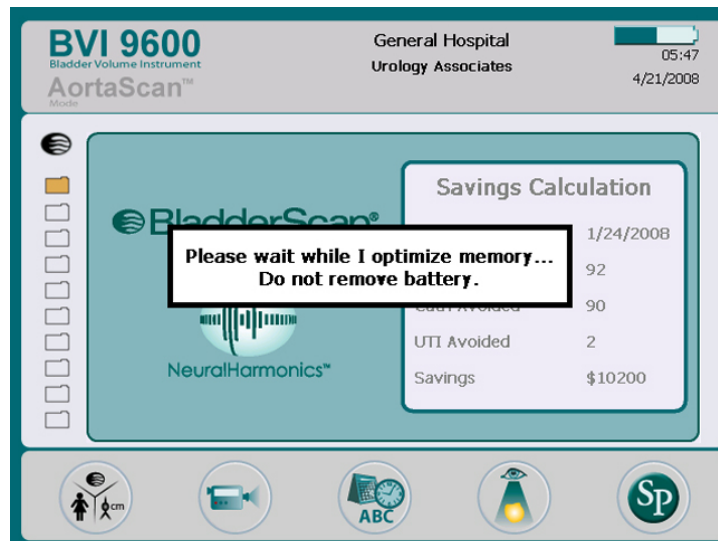 BVI 9600
Bladder Volume Instrument
AortaScan™
Mode
General Hospital
Urology Associates
05:47
4/21/2008
BladderScan®
NeuralHarmonics™
Savings Calculation
1/24/2008
92
90
UTI Avoided 2
Savings $10200
Please wait while I optimize memory...
Do not remove battery.
cm
ABC
SP